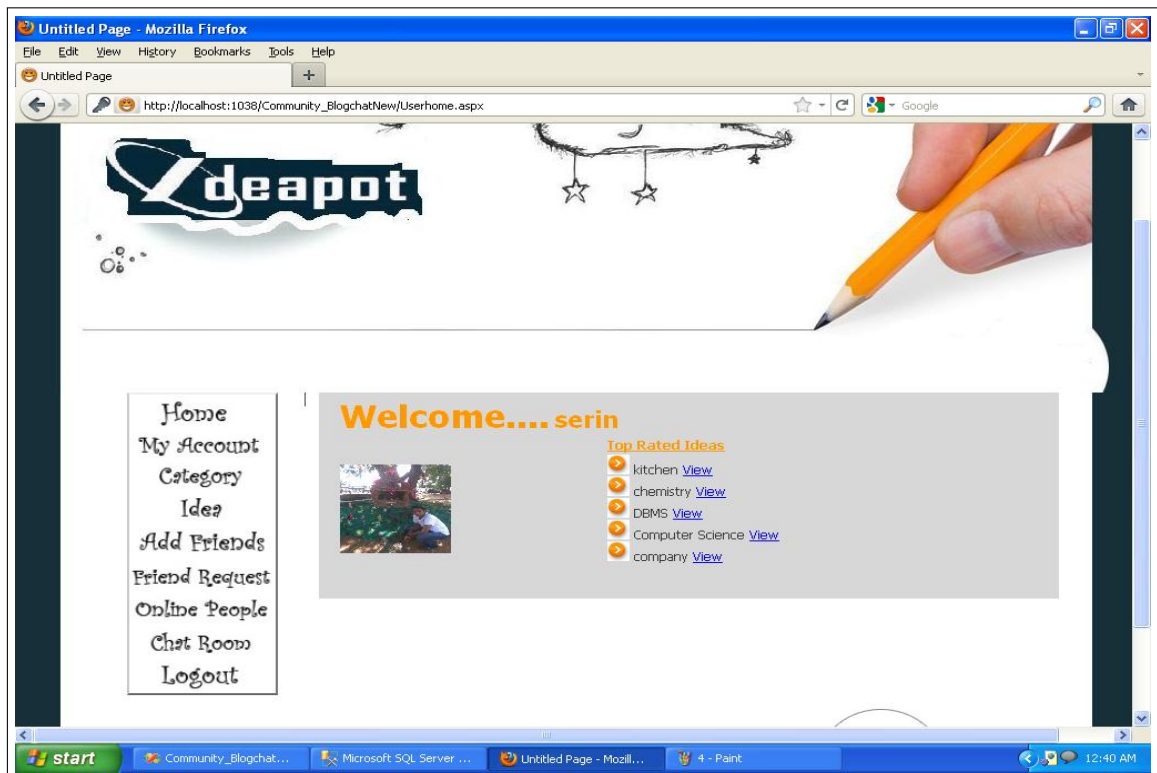 Untitled Page - Mozilla Firefox
File Edit View History Bookmarks Tools Help
Untitled Page +
http://localhost:1038/Community_BlogchatNew/Userhome.aspx Google
Ideapot
Welcome.... serin
Top Rated Ideas
kitchen View
chemistry View
DBMS View
Computer Science View
company View
Home
My Account
Category
Idea
Add Friends
Friend Request
Online People
Chat Room
Logout
start Community_Blogchat... Microsoft SQL Server ... Untitled Page - Mozill... 4 - Paint 12:40 AM